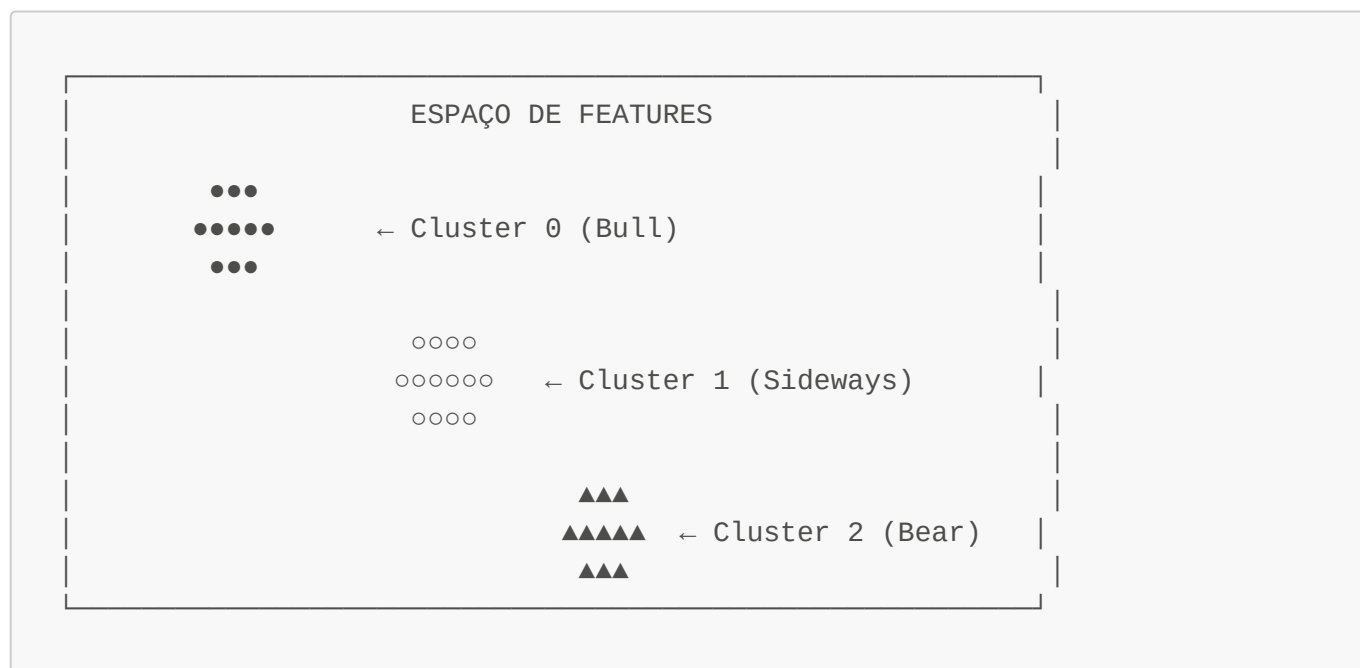 ESPAÇO DE FEATURES
●●●
●●●●● ← Cluster 0 (Bull)
●●●
○○○○
○○○○○○ ← Cluster 1 (Sideways)
○○○○
▲▲▲
▲▲▲▲▲ ← Cluster 2 (Bear)
▲▲▲